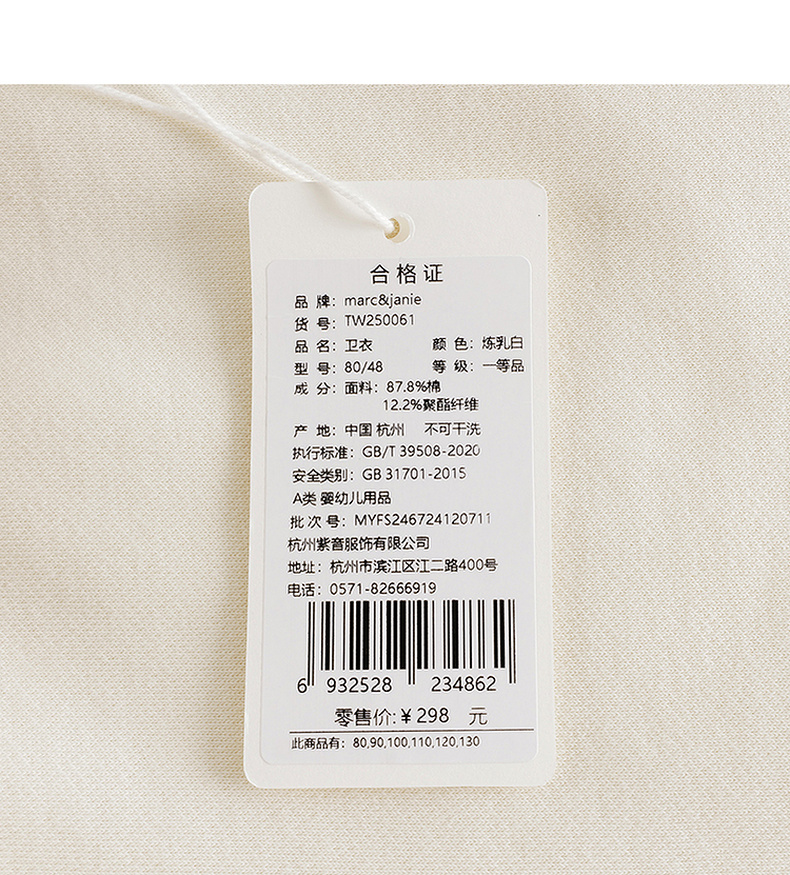 合格证
品 牌：marc&janie
货 号：TW250061
品 名：卫衣 颜 色：炼乳白
型 号：80/48 等 级：一等品
成 分：面料：87.8%棉
12.2%聚酯纤维
产 地：中国 杭州 不可干洗
执行标准：GB/T 39508-2020
安全类别：GB 31701-2015
A类 婴幼儿用品
批 次 号：MYFS246724120711
杭州紫音服饰有限公司
地址：杭州市滨江区江二路400号
电话：0571-82666919
6 932528 234862
零售价:￥298 元
此商品有：80,90,100,110,120,130